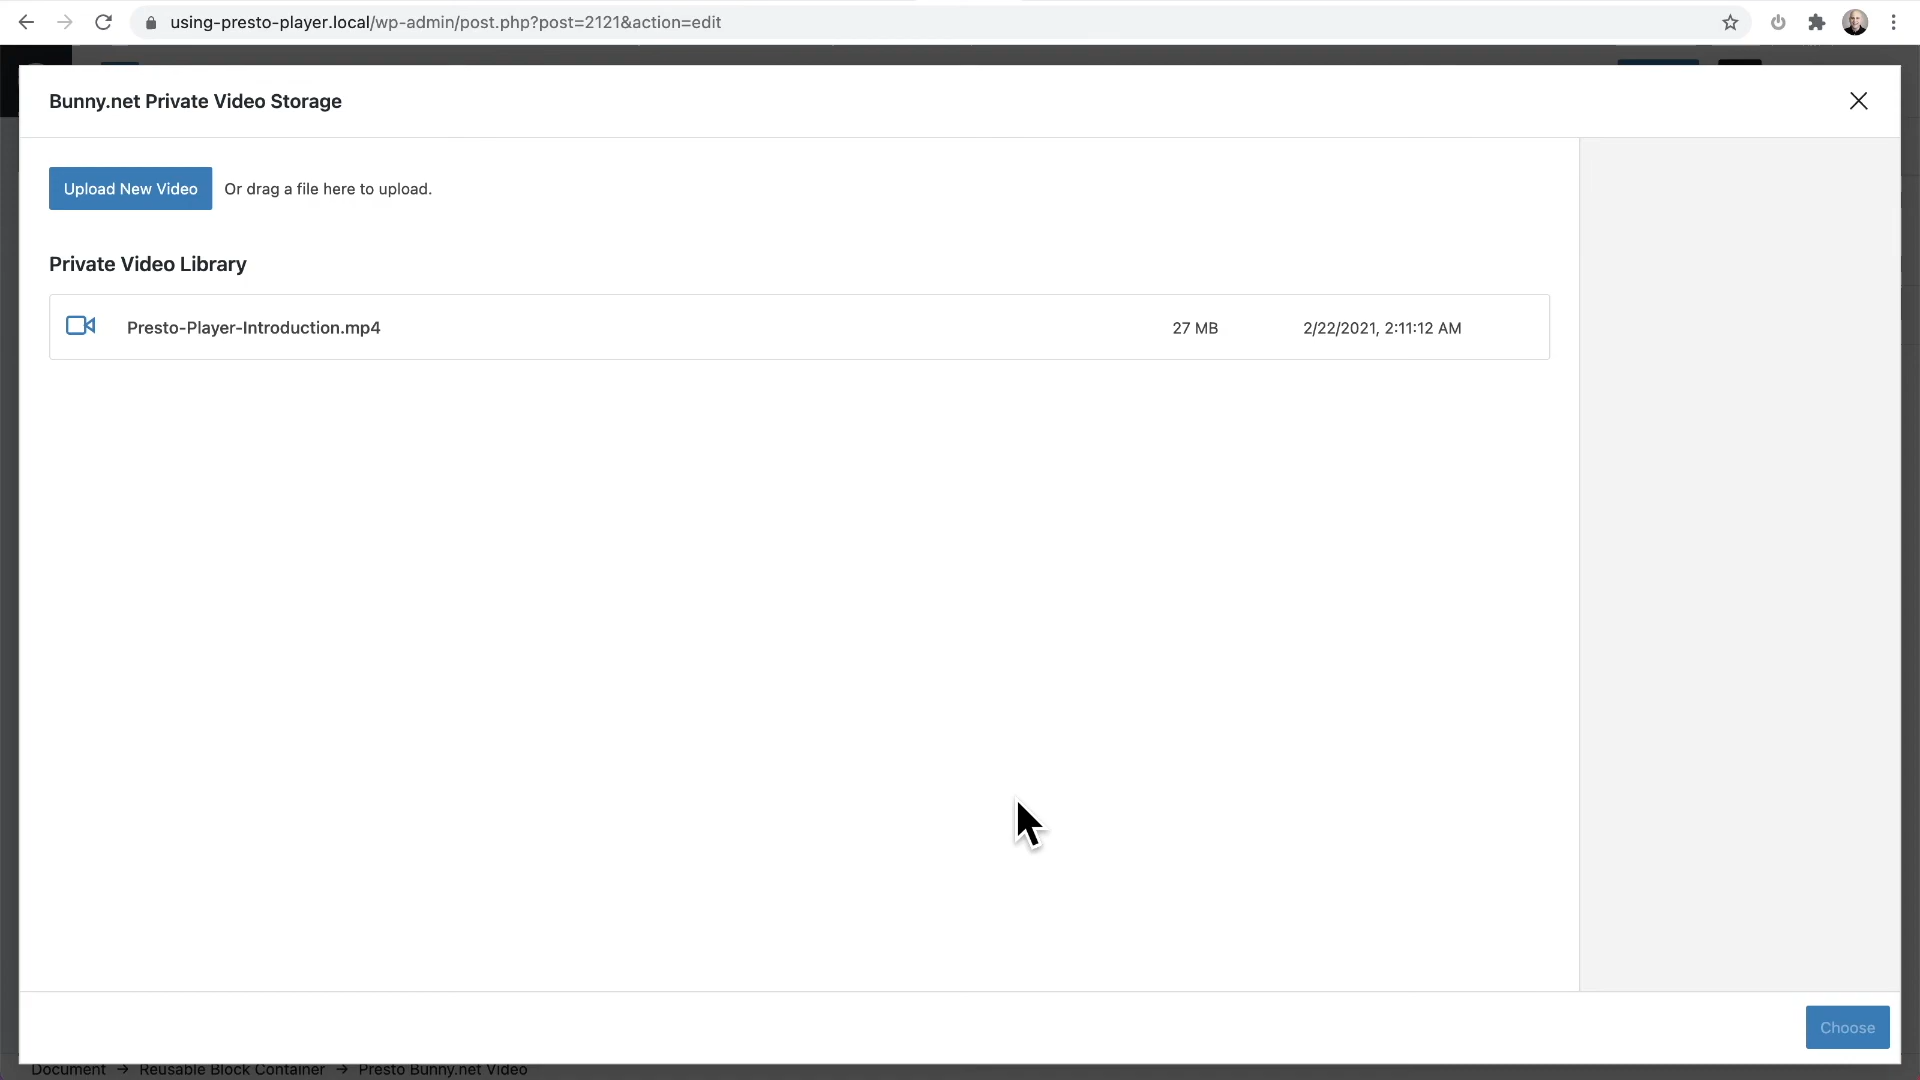 using-presto-player.local/wp-admin/post.php?post=2121&action=edit
Bunny.net Private Video Storage
Upload New Video Or drag a file here to upload.
Private Video Library
Presto-Player-Introduction.mp4 27 MB 2/22/2021, 2:11:12 AM
Choose
Document → Reusable Block Container → Presto Bunny.net Video